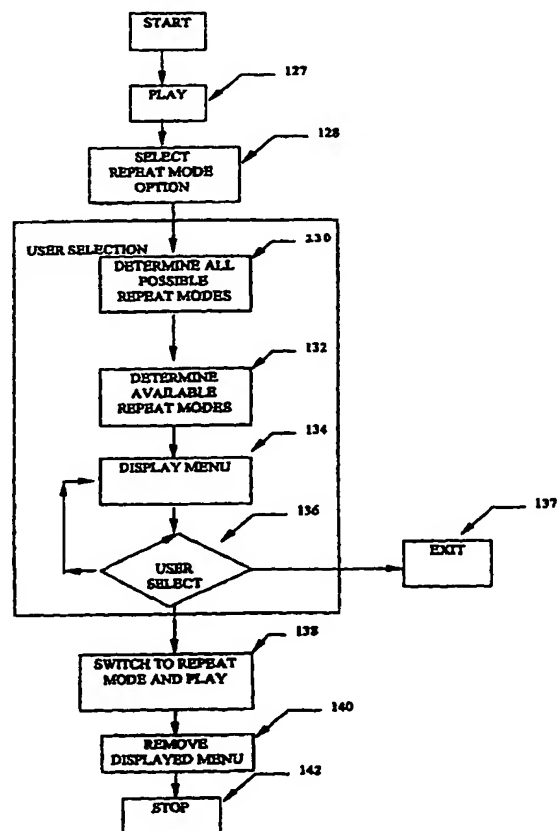 START
127
PLAY
128
SELECT
REPEAT MODE
OPTION
USER SELECTION
230
DETERMINE ALL
POSSIBLE
REPEAT MODES
132
DETERMINE
AVAILABLE
REPEAT MODES
134
DISPLAY MENU
136
USER
SELECT
137
EXIT
138
SWITCH TO REPEAT
MODE AND PLAY
140
REMOVE
DISPLAYED MENU
142
STOP